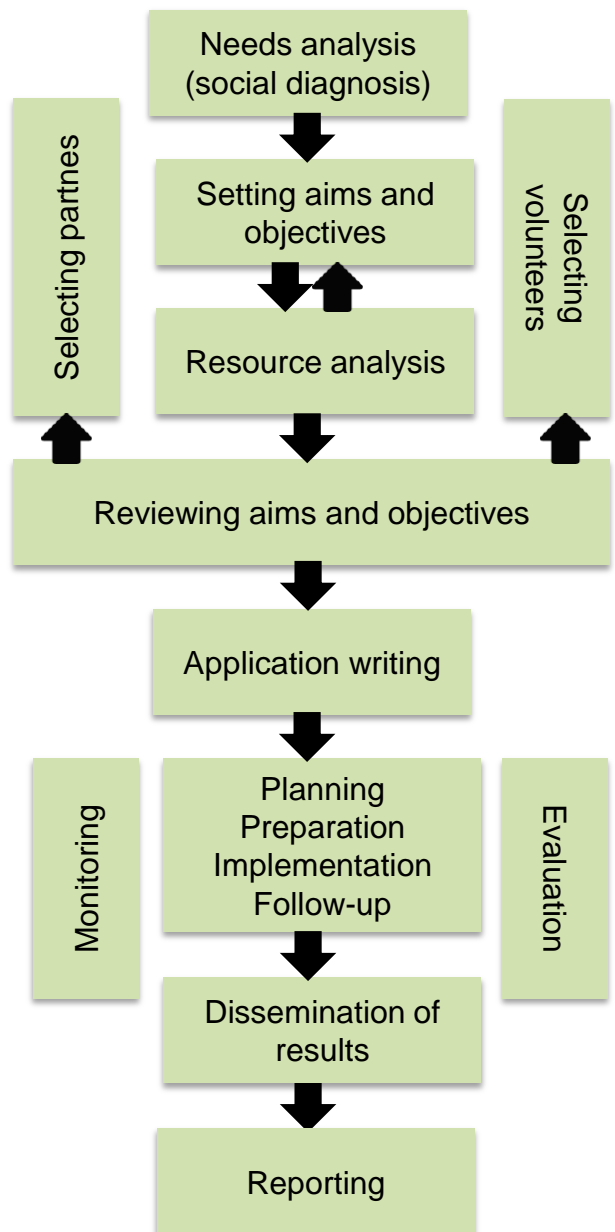 Needs analysis
(social diagnosis)
Selecting partnes
Setting aims and
objectives
Selecting
volunteers
Resource analysis
Reviewing aims and objectives
Application writing
Monitoring
Planning
Preparation
Implementation
Follow-up
Evaluation
Dissemination of
results
Reporting